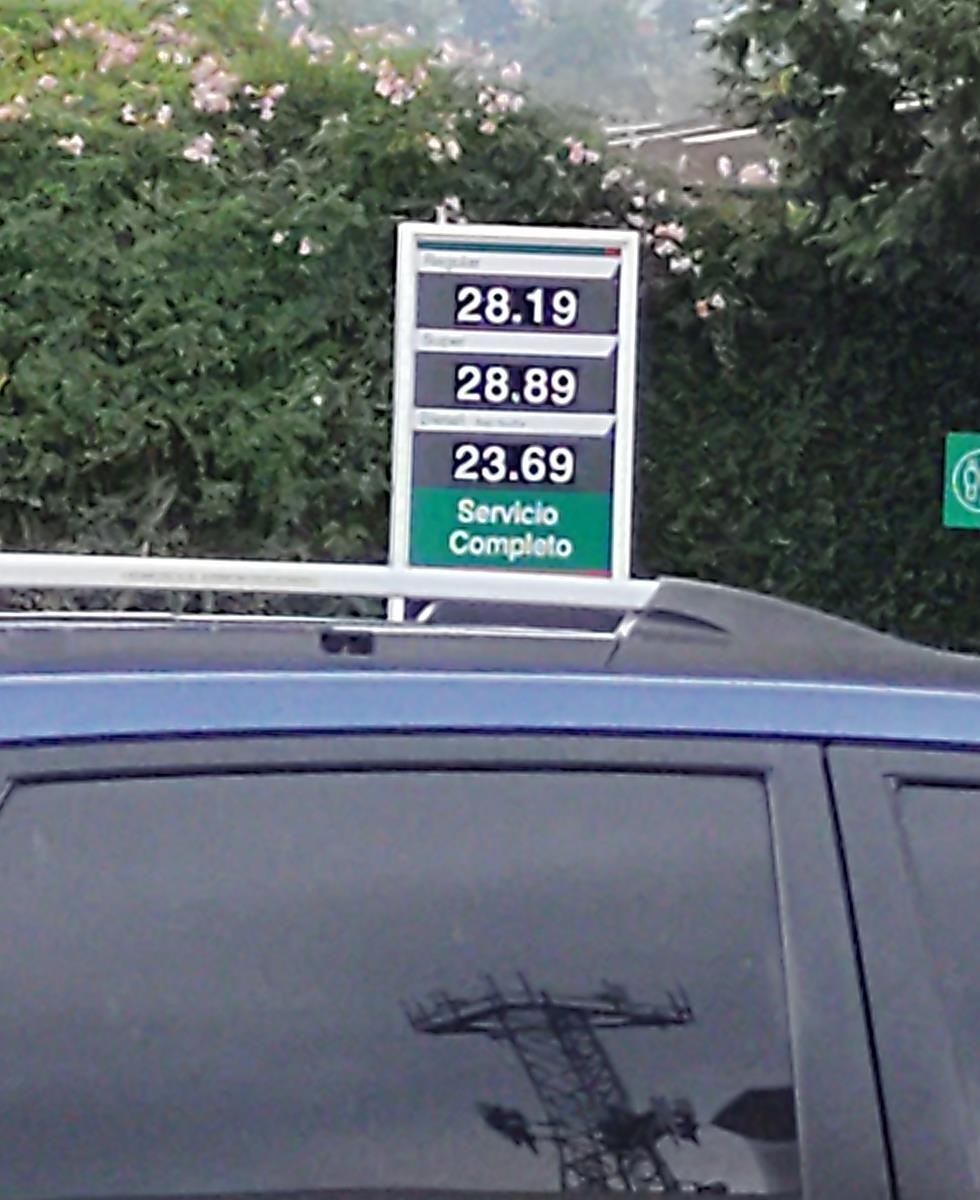 Regular
28.19
Super
28.89
Diesel
23.69
Servicio
Completo